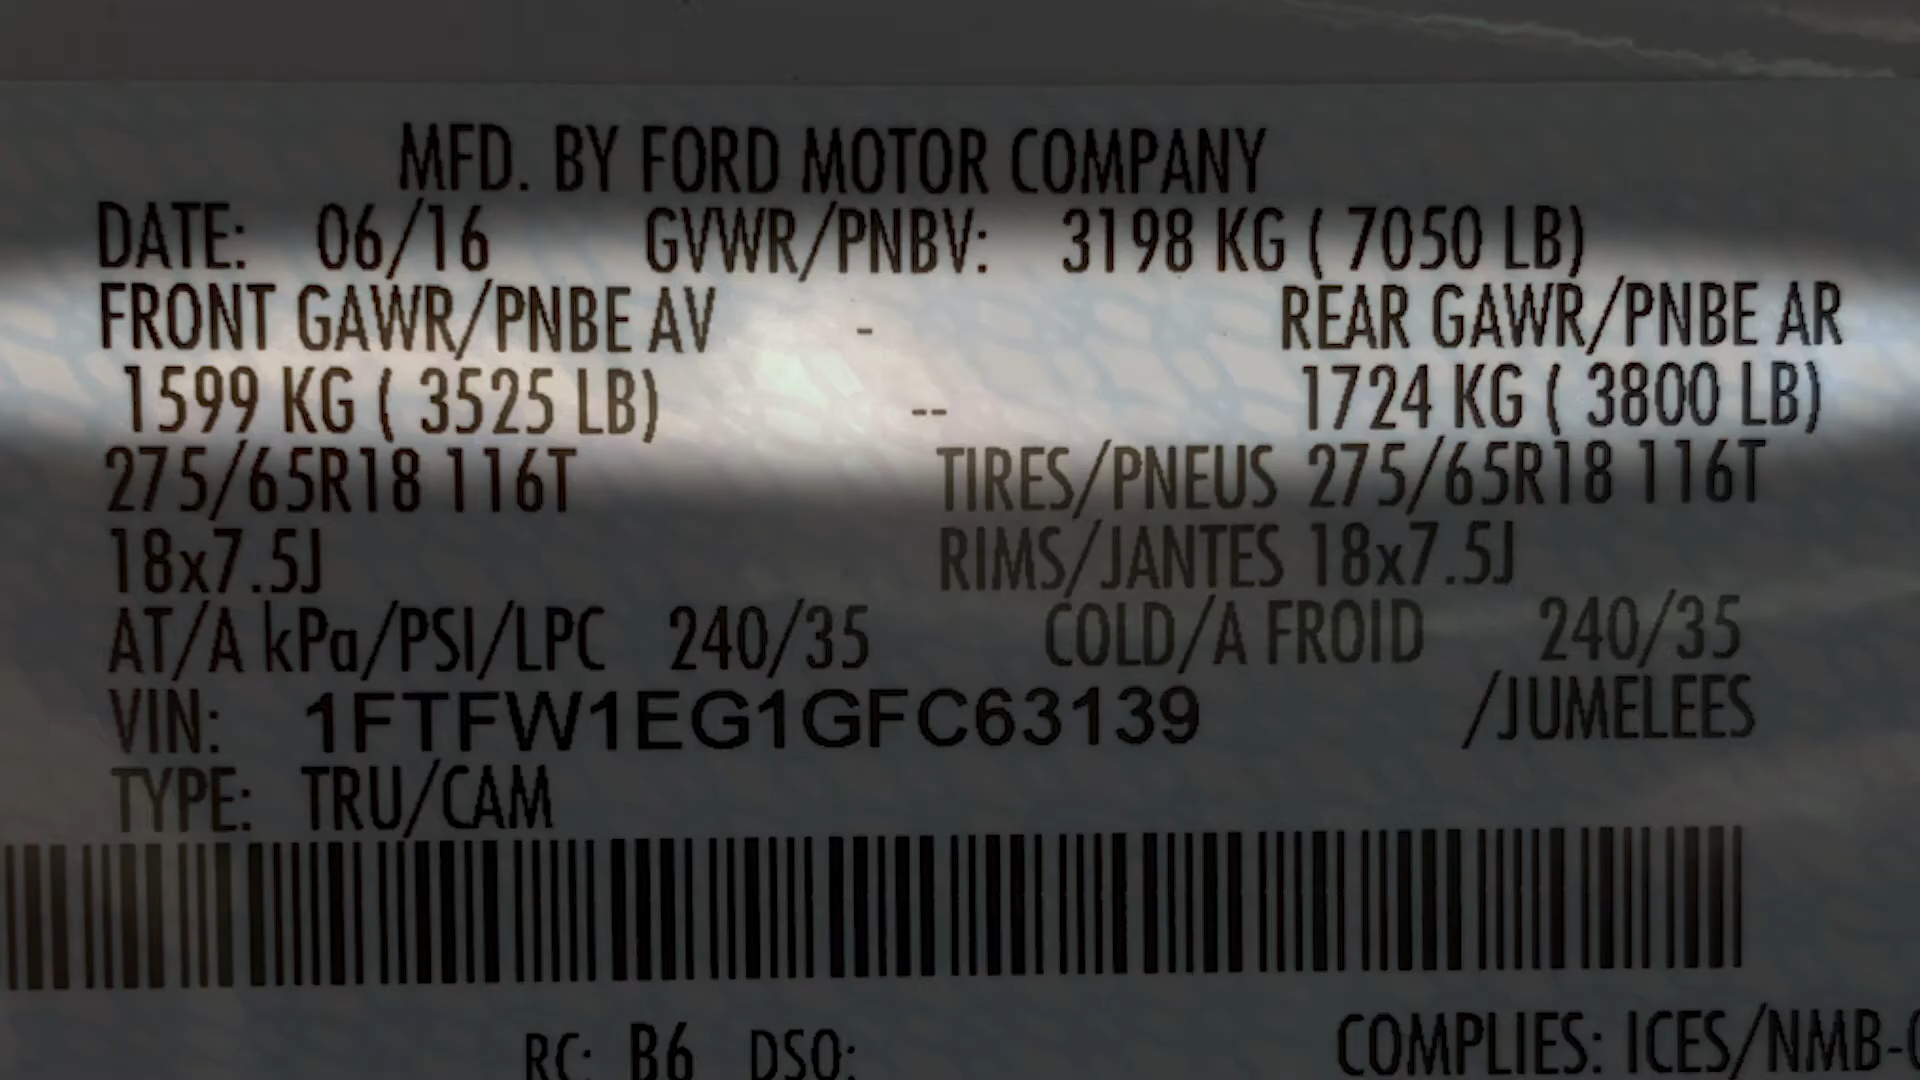 MFD. BY FORD MOTOR COMPANY
DATE: 06/16 GVWR/PNBV: 3198 KG ( 7050 LB)
FRONT GAWR/PNBE AV - REAR GAWR/PNBE AR
1599 KG ( 3525 LB) -- 1724 KG ( 3800 LB)
275/65R18 116T TIRES/PNEUS 275/65R18 116T
18x7.5J RIMS/JANTES 18x7.5J
AT/A kPa/PSI/LPC 240/35 COLD/A FROID 240/35
VIN: 1FTFW1EG1GFC63139 /JUMELEES
TYPE: TRU/CAM
RC: B6 DSO: COMPLIES: ICES/NMB-0